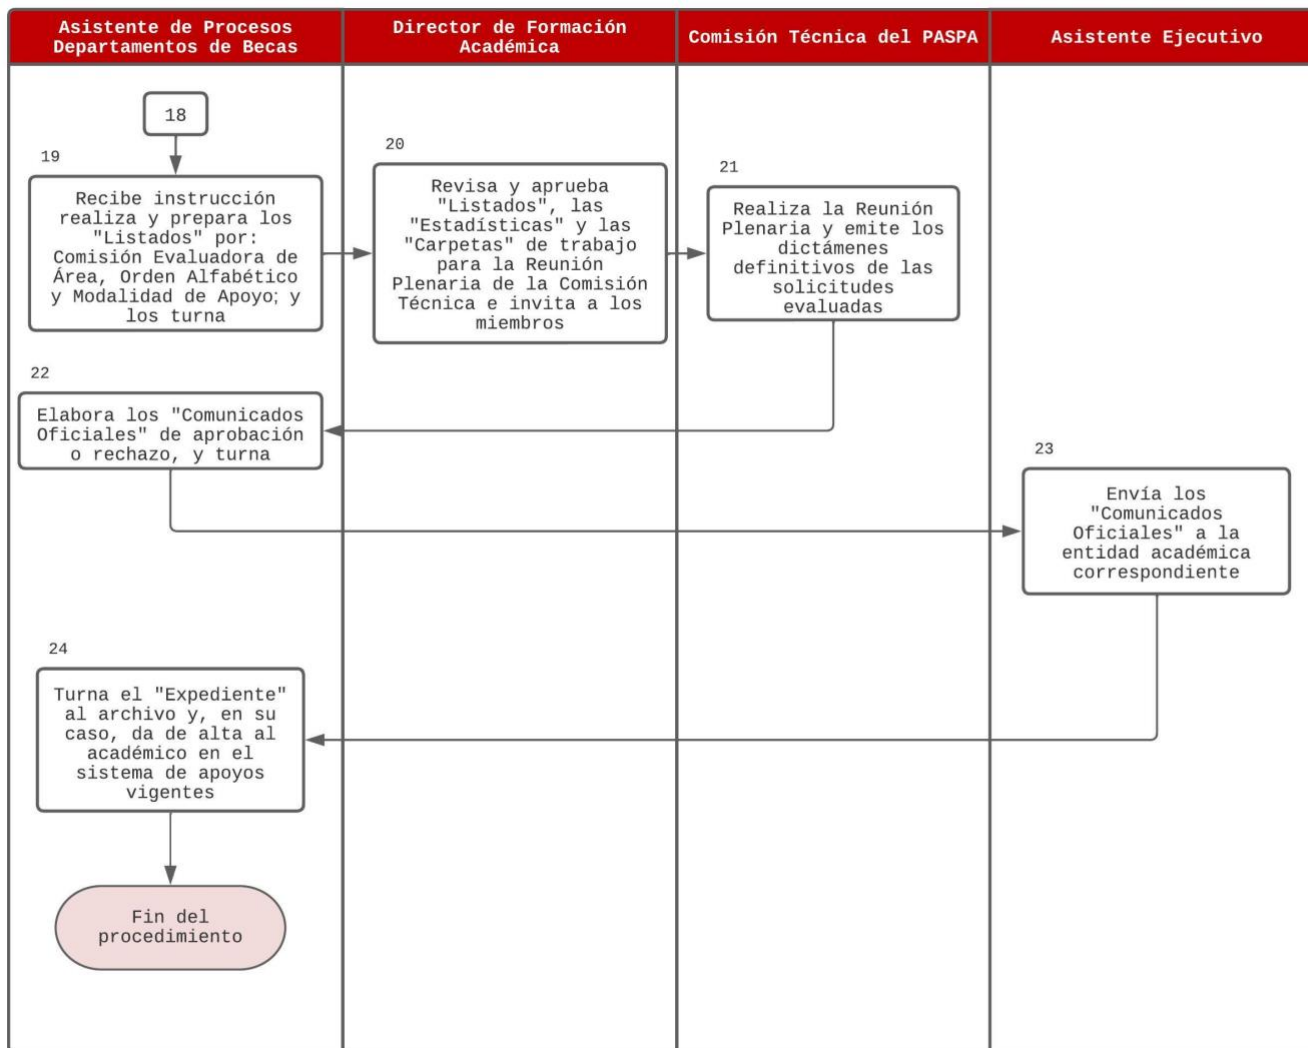 Asistente de Procesos
Departamentos de Becas
Director de Formación
Académica
Comisión Técnica del PASPA
Asistente Ejecutivo
18
19
Recibe instrucción
realiza y prepara los
"Listados" por:
Comisión Evaluadora de
Área, Orden Alfabético
y Modalidad de Apoyo; y
los turna
20
Revisa y aprueba
"Listados", las
"Estadísticas" y las
"Carpetas" de trabajo
para la Reunión
Plenaria de la Comisión
Técnica e invita a los
miembros
21
Realiza la Reunión
Plenaria y emite los
dictámenes
definitivos de las
solicitudes
evaluadas
22
Elabora los "Comunicados
Oficiales" de aprobación
o rechazo, y turna
23
Envía los
"Comunicados
Oficiales" a la
entidad académica
correspondiente
24
Turna el "Expediente"
al archivo y, en su
caso, da de alta al
académico en el
sistema de apoyos
vigentes
Fin del
procedimiento